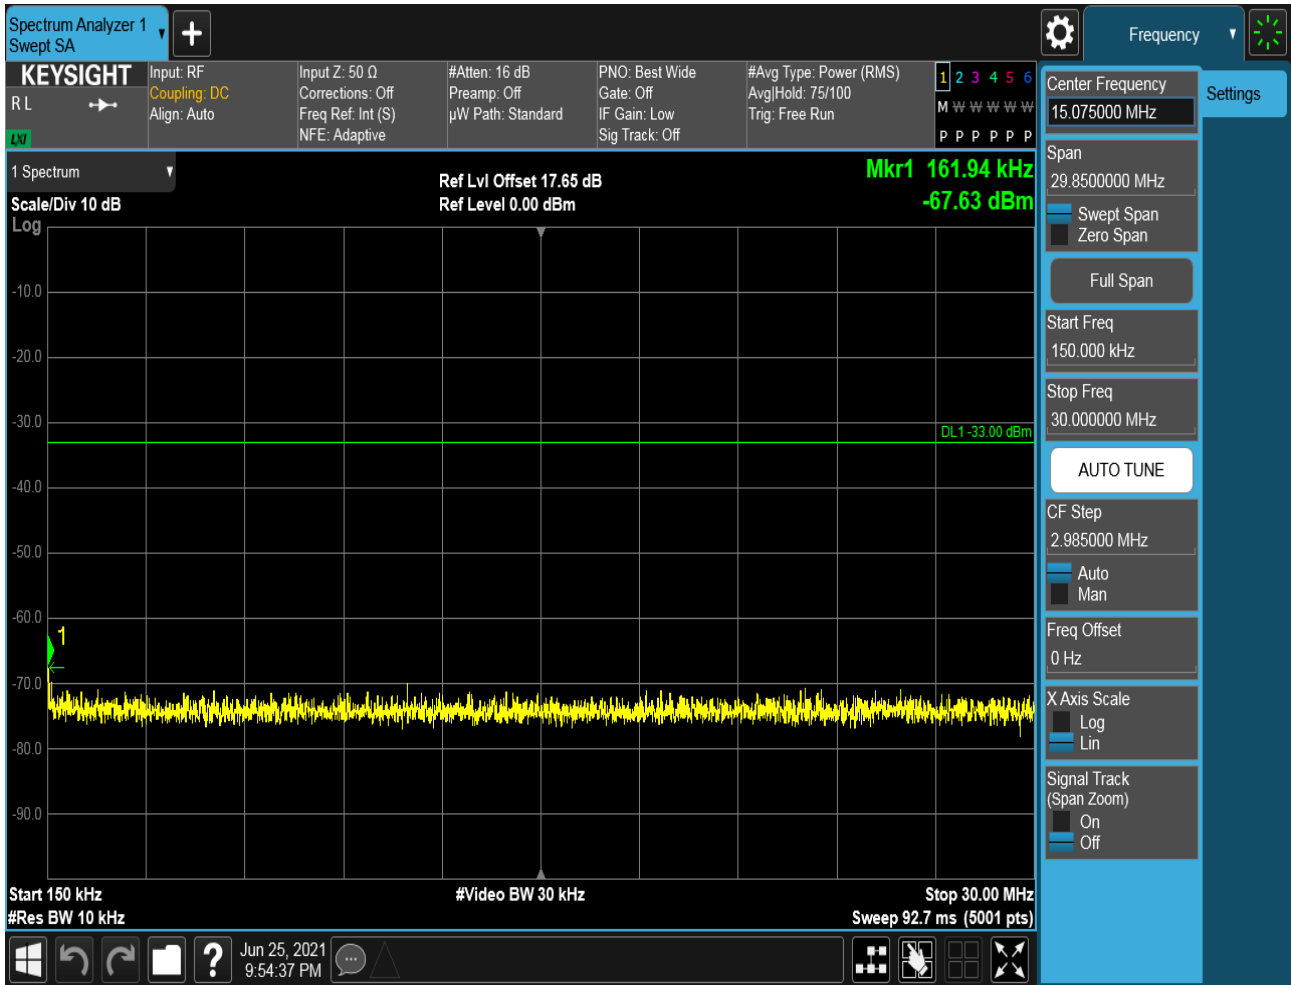 Spectrum Analyzer 1
Swept SA
Frequency
KEYSIGHT
R L
LXI
Input: RF
Coupling: DC
Align: Auto
Input Z: 50 Ω
Corrections: Off
Freq Ref: Int (S)
NFE: Adaptive
#Atten: 16 dB
Preamp: Off
µW Path: Standard
PNO: Best Wide
Gate: Off
IF Gain: Low
Sig Track: Off
#Avg Type: Power (RMS)
Avg|Hold: 75/100
Trig: Free Run
1 2 3 4 5 6
M W W W W W
P P P P P P
1 Spectrum
Scale/Div 10 dB
Log
Ref Lvl Offset 17.65 dB
Ref Level 0.00 dBm
Mkr1 161.94 kHz
-67.63 dBm
-10.0
-20.0
-30.0
DL1 -33.00 dBm
-40.0
-50.0
-60.0
1
-70.0
-80.0
-90.0
Start 150 kHz
#Video BW 30 kHz
Stop 30.00 MHz
#Res BW 10 kHz
Sweep 92.7 ms (5001 pts)
?
Jun 25, 2021
9:54:37 PM
Center Frequency
15.075000 MHz
Settings
Span
29.8500000 MHz
Swept Span
Zero Span
Full Span
Start Freq
150.000 kHz
Stop Freq
30.000000 MHz
AUTO TUNE
CF Step
2.985000 MHz
Auto
Man
Freq Offset
0 Hz
X Axis Scale
Log
Lin
Signal Track
(Span Zoom)
On
Off